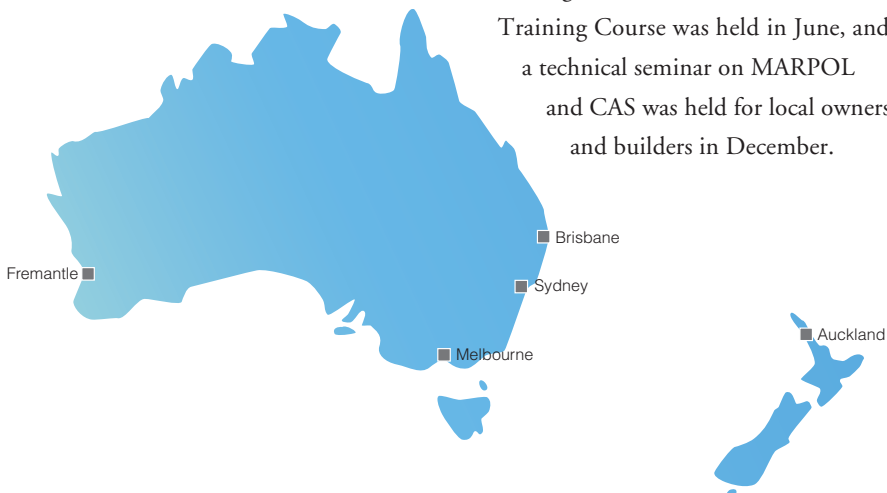 Training Course was held in June, and
a technical seminar on MARPOL
and CAS was held for local owners
and builders in December.
Brisbane
Fremantle
Sydney
Auckland
Melbourne